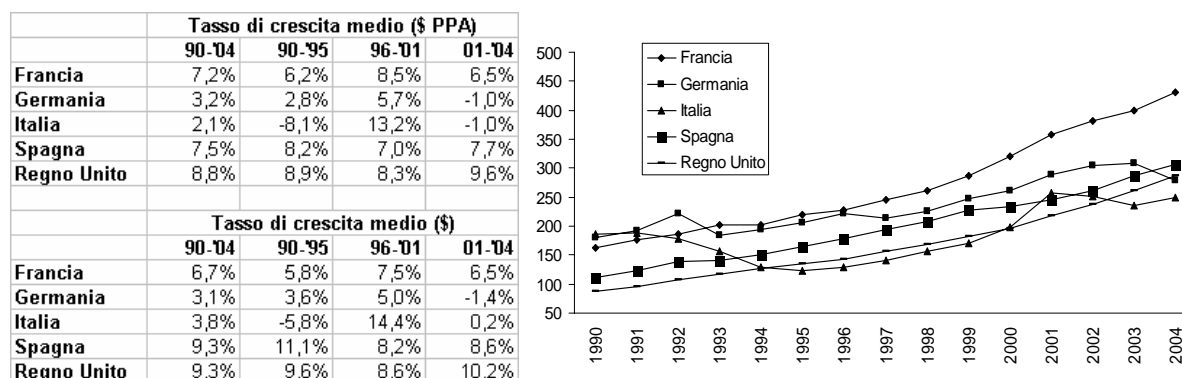 Tasso di crescita medio ($ PPA)
90-'04 90-'95 96-'01 01-'04
Francia 7,2% 6,2% 8,5% 6,5%
Germania 3,2% 2,8% 5,7% -1,0%
Italia 2,1% -8,1% 13,2% -1,0%
Spagna 7,5% 8,2% 7,0% 7,7%
Regno Unito 8,8% 8,9% 8,3% 9,6%
Tasso di crescita medio ($)
90-'04 90-'95 96-'01 01-'04
Francia 6,7% 5,8% 7,5% 6,5%
Germania 3,1% 3,6% 5,0% -1,4%
Italia 3,8% -5,8% 14,4% 0,2%
Spagna 9,3% 11,1% 8,2% 8,6%
Regno Unito 9,3% 9,6% 8,6% 10,2%
500
450
400
350
300
250
200
150
100
50
Francia
Germania
Italia
Spagna
Regno Unito
1990 1991 1992 1993 1994 1995 1996 1997 1998 1999 2000 2001 2002 2003 2004